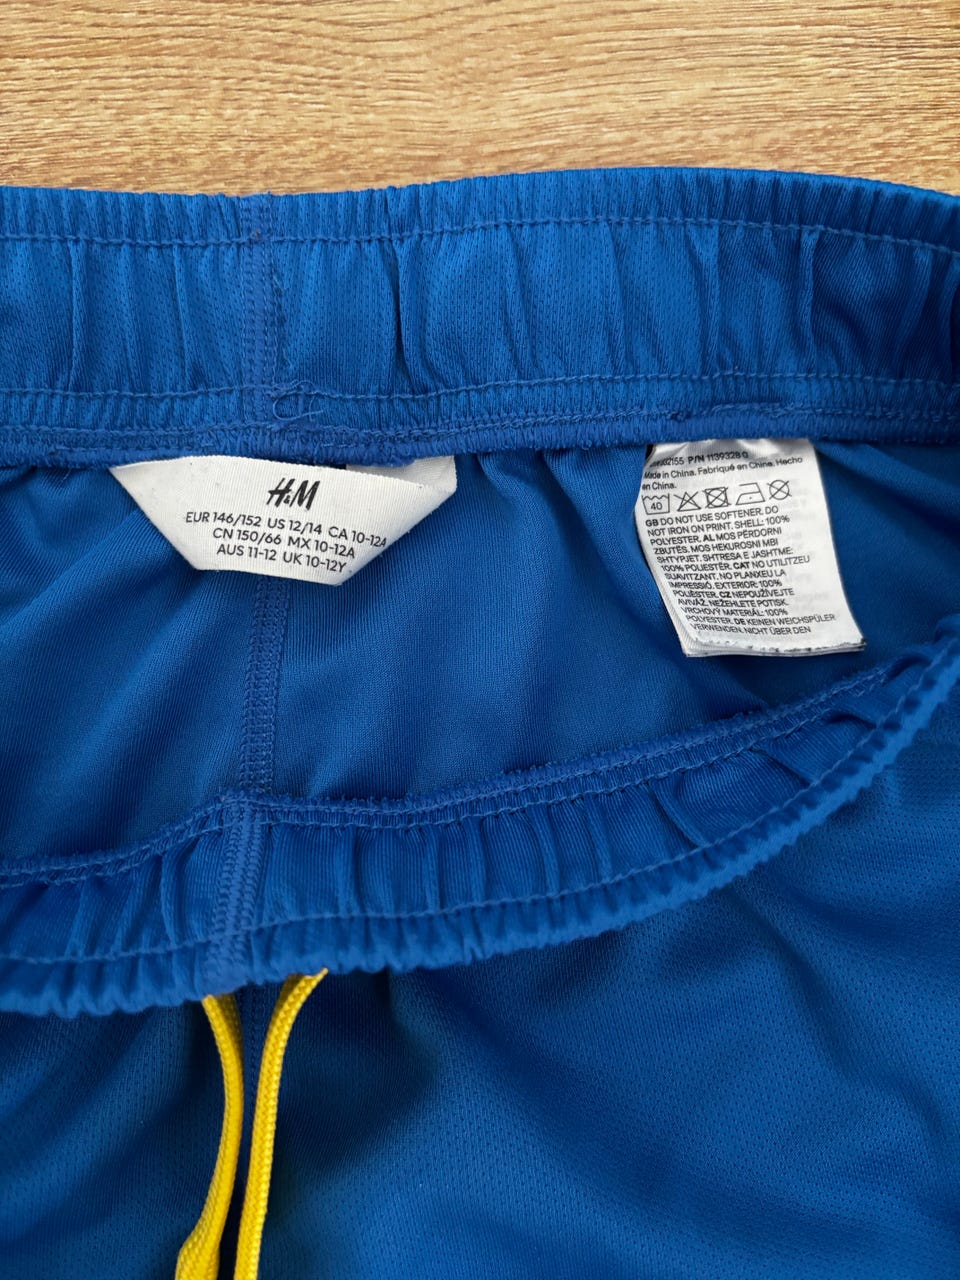 H&M
EUR 146/152 US 12/14 CA 10-12A
CN 150/66 MX 10-12A
AUS 11-12 UK 10-12Y
P/N 1139328
Made in China. Fabriqué en China. Hecho
en China.
40
GB DO NOT USE SOFTENER. DO
NOT IRON ON PRINT. SHELL: 100%
POLYESTER. AL MOS PËRDORNI
ZBUTËS. MOS HEKUROSNI MBI
SHTYPJET. SHTRESA E JASHTME:
100% POLIESTËR. CAT NO UTILITZEU
SUAVITZANT. NO PLANXEU LA
IMPRESSIÓ. EXTERIOR: 100%
POLIÈSTER. CZ NEPOUŽÍVEJTE
AVIVÁŽ. NEŽEHLETE POTISK.
VRCHOVÝ MATERIÁL: 100%
POLYESTER. DE KEINEN WEICHSPÜLER
VERWENDEN. NICHT ÜBER DEN